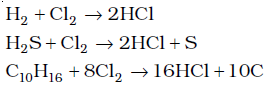 H₂ + Cl₂ → 2HCl
H₂S + Cl₂ → 2HCl + S
C₁₀H₁₆ + 8Cl₂ → 16HCl + 10C